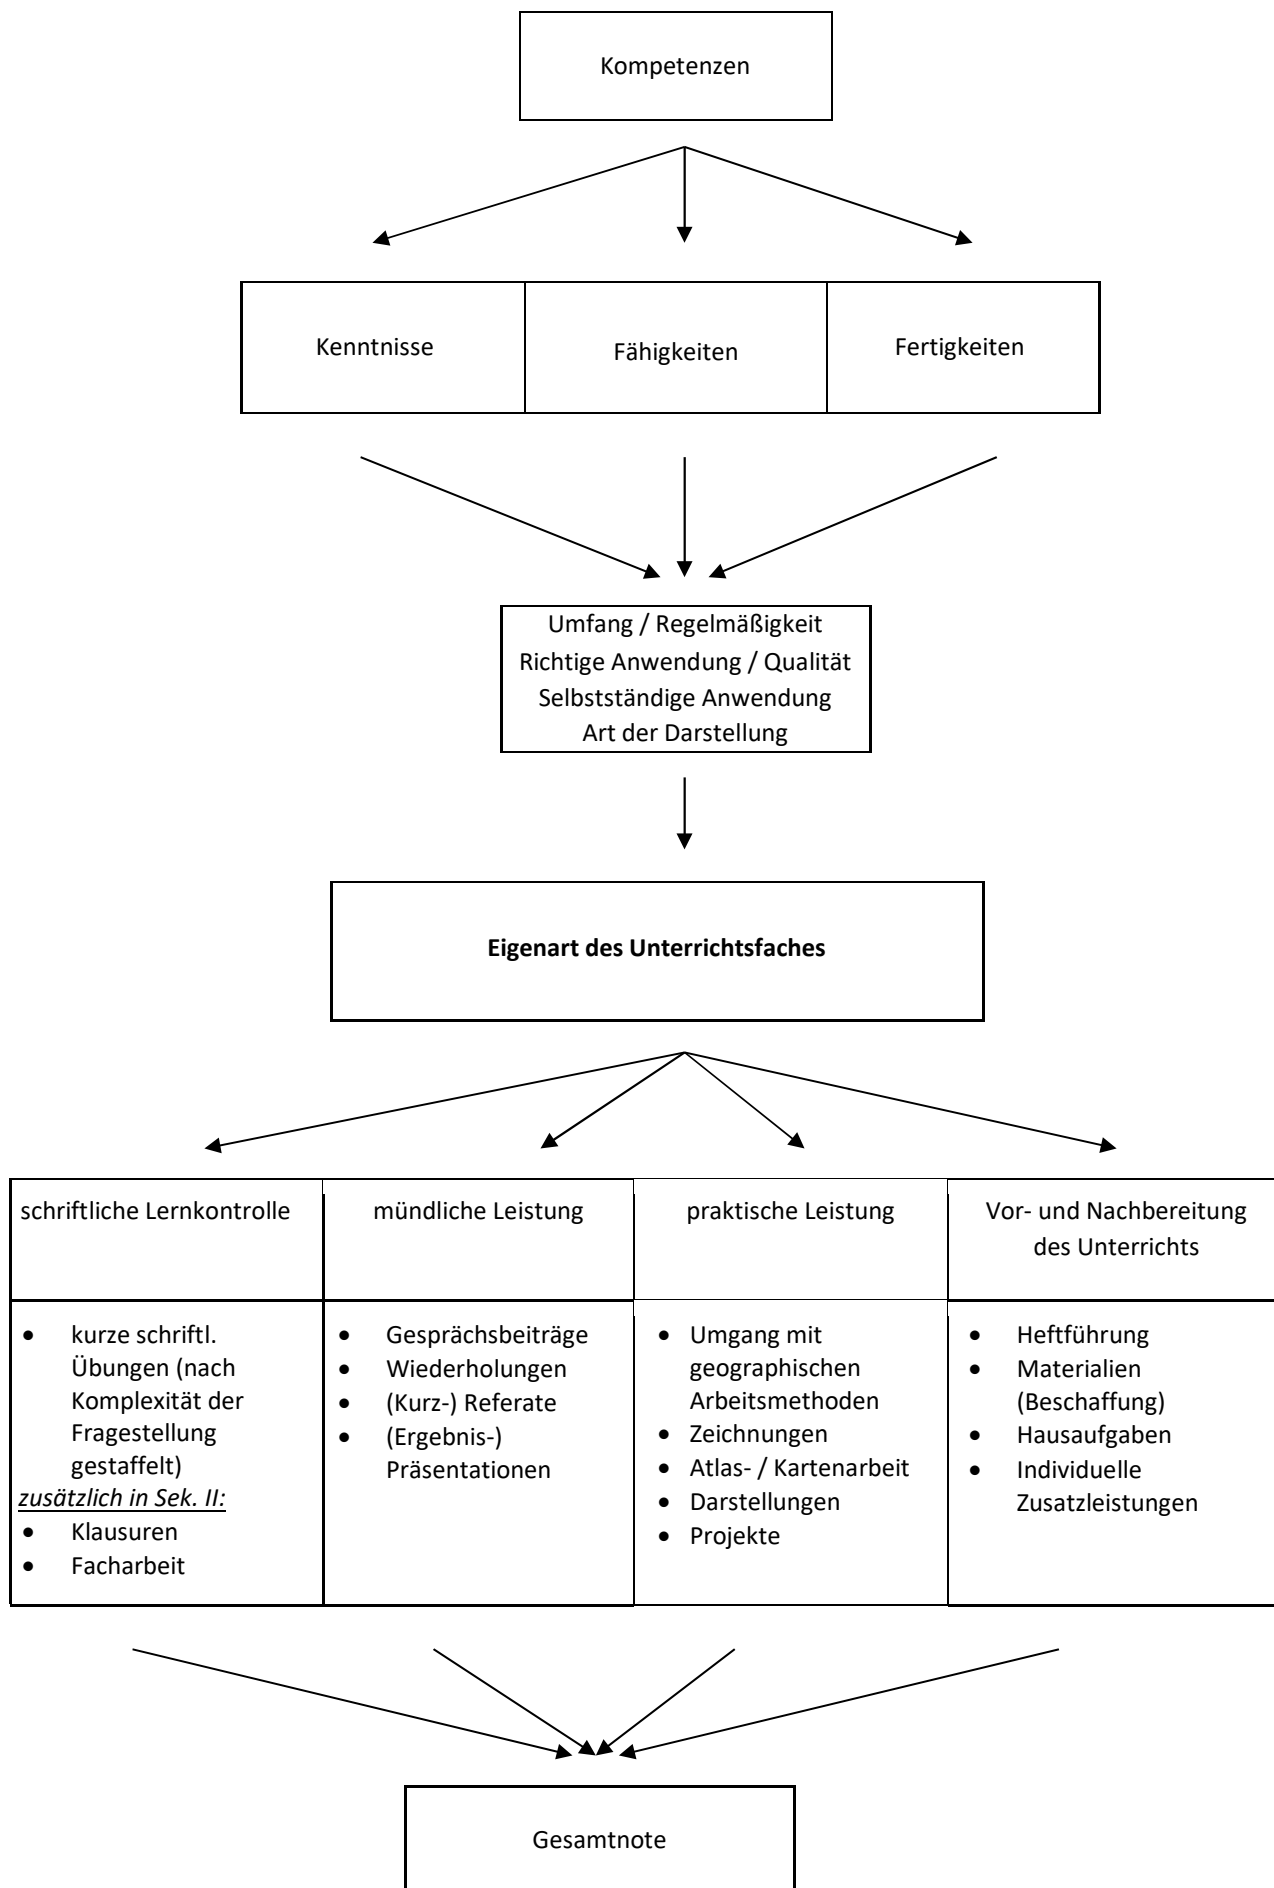 Kompetenzen
Kenntnisse
Fähigkeiten
Fertigkeiten
Umfang / Regelmäßigkeit
Richtige Anwendung / Qualität
Selbstständige Anwendung
Art der Darstellung
Eigenart des Unterrichtsfaches
schriftliche Lernkontrolle
mündliche Leistung
praktische Leistung
Vor- und Nachbereitung
des Unterrichts
• kurze schriftl.
Übungen (nach
Komplexität der
Fragestellung
gestaffelt)
zusätzlich in Sek. II:
• Klausuren
• Facharbeit
• Gesprächsbeiträge
• Wiederholungen
• (Kurz-) Referate
• (Ergebnis-)
Präsentationen
• Umgang mit
geographischen
Arbeitsmethoden
• Zeichnungen
• Atlas- / Kartenarbeit
• Darstellungen
• Projekte
• Heftführung
• Materialien
(Beschaffung)
• Hausaufgaben
• Individuelle
Zusatzleistungen
Gesamtnote